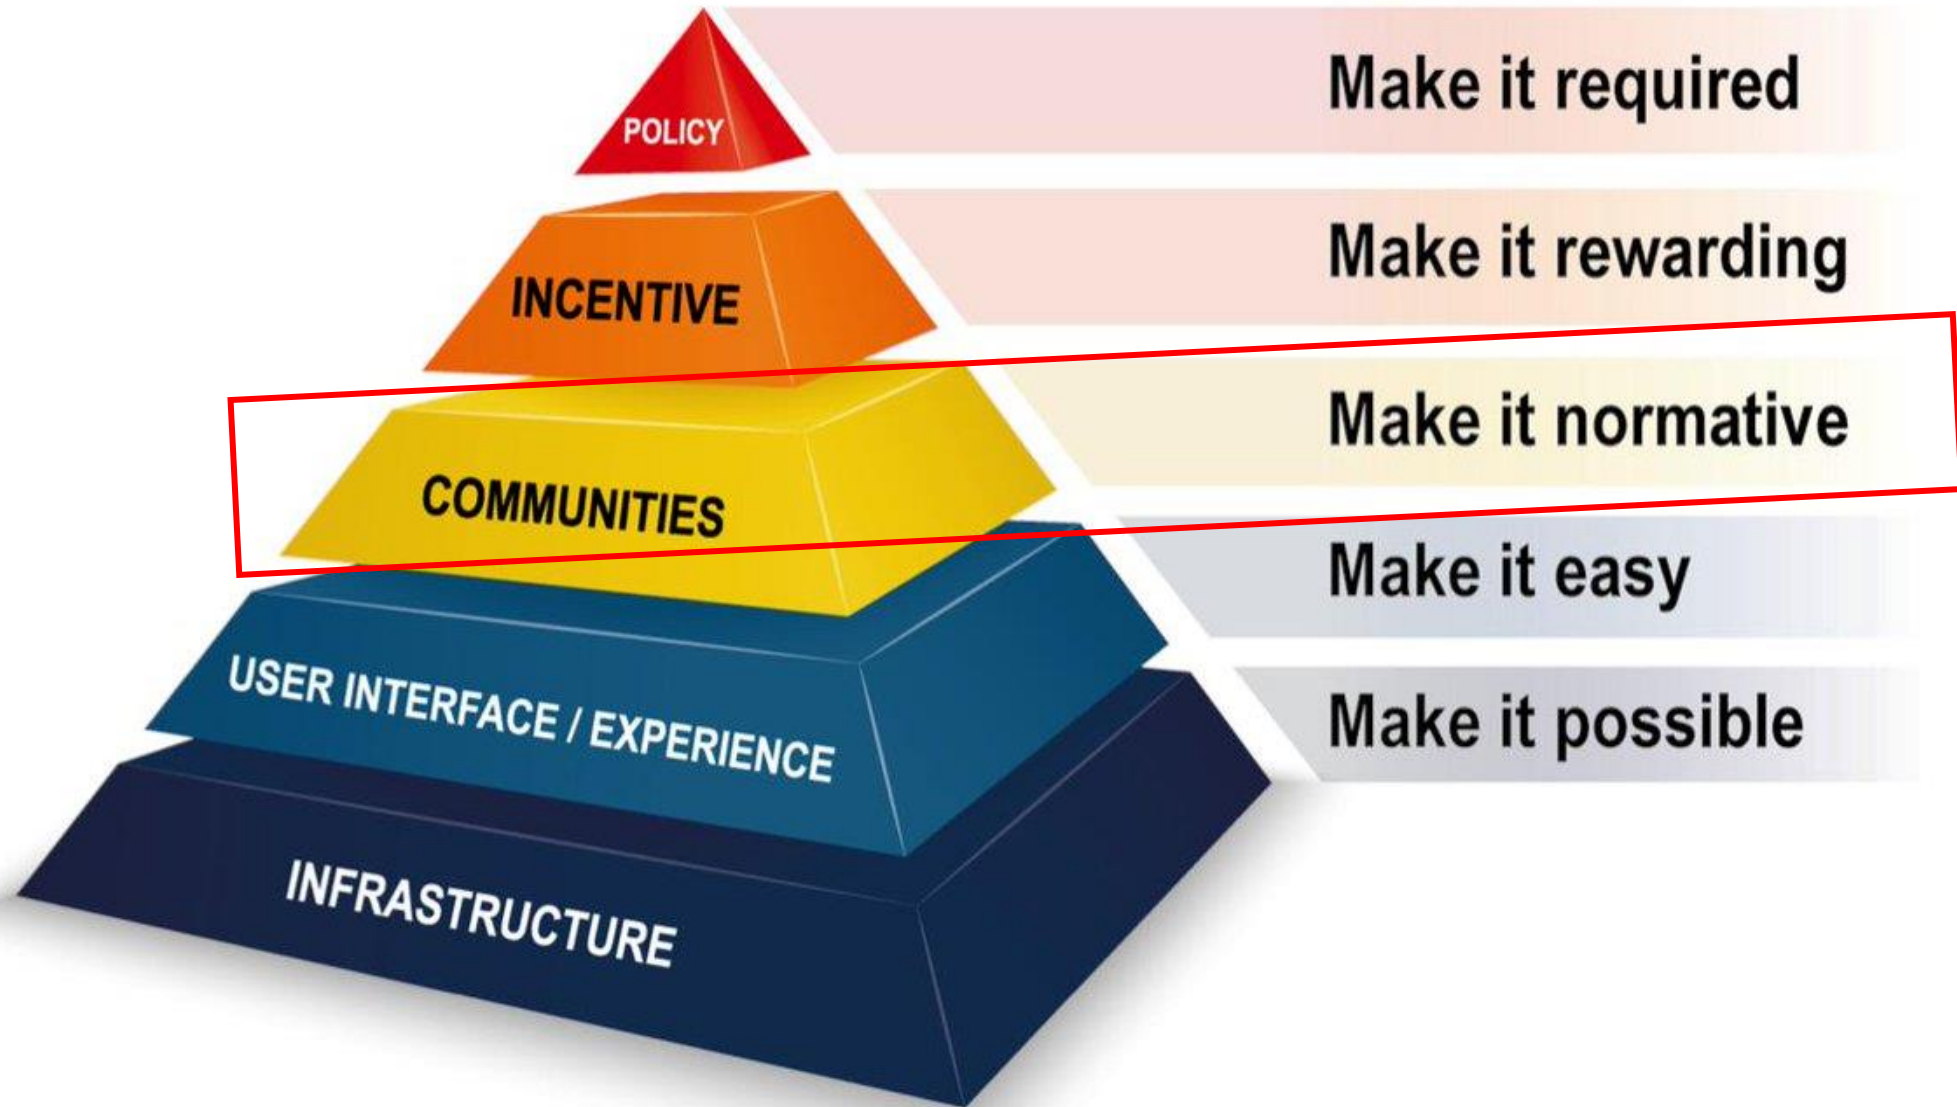 POLICY
Make it required
INCENTIVE
Make it rewarding
COMMUNITIES
Make it normative
USER INTERFACE / EXPERIENCE
Make it easy
INFRASTRUCTURE
Make it possible